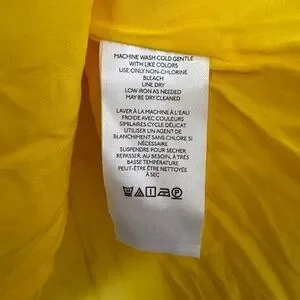 MACHINE WASH COLD GENTLE
WITH LIKE COLORS
USE ONLY NON-CHLORINE
BLEACH
LINE DRY
LOW IRON AS NEEDED
MAY BE DRY CLEANED
LAVER À LA MACHINE À L'EAU
FROIDE AVEC COULEURS
SIMILAIRES CYCLE DÉLICAT
UTILISER UN AGENT DE
BLANCHIMENT SANS CHLORE SI
NÉCESSAIRE
SUSPENDRE POUR SÉCHER
REPASSER, AU BESOIN, À TRÈS
BASSE TEMPÉRATURE
PEUT-ÊTRE ÊTRE NETTOYÉE
À SEC